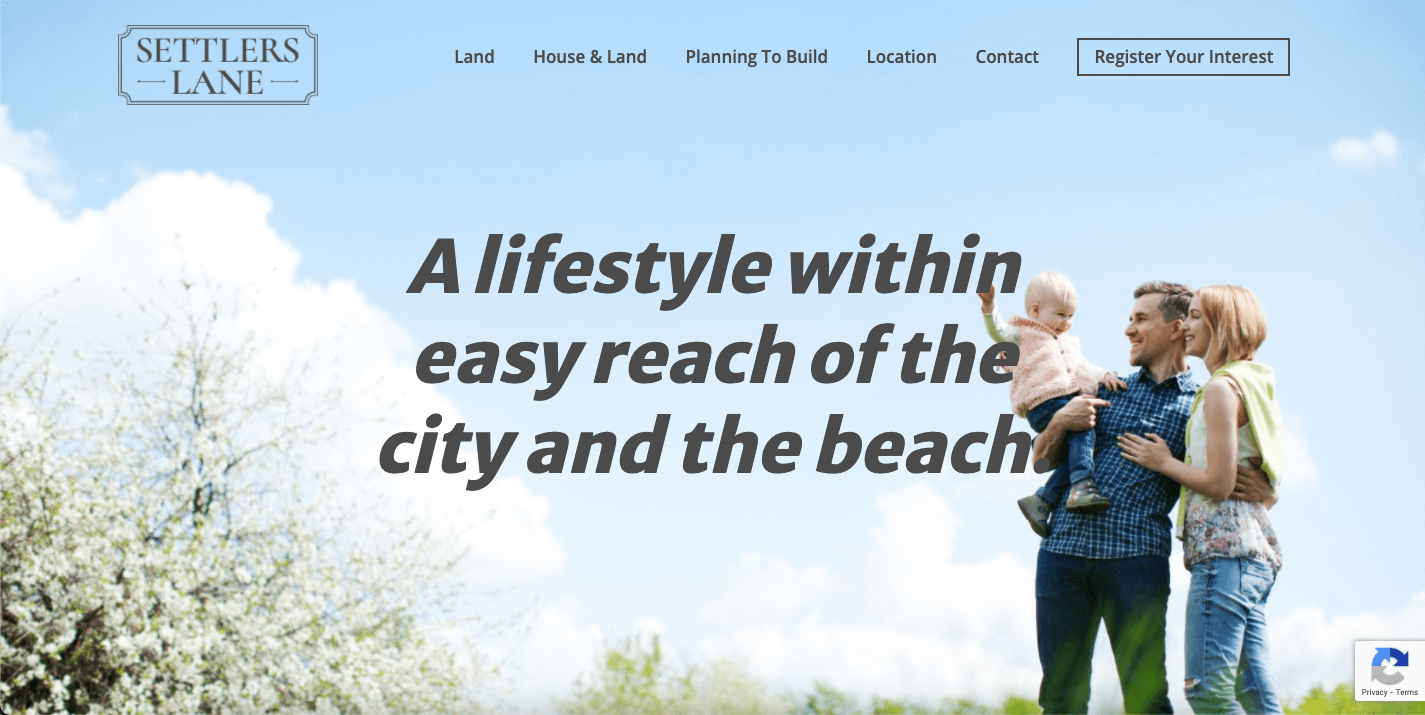 SETTLERS
LANE
Land House & Land Planning To Build Location Contact Register Your Interest
A lifestyle within
easy reach of the
city and the beach.
Privacy - Terms